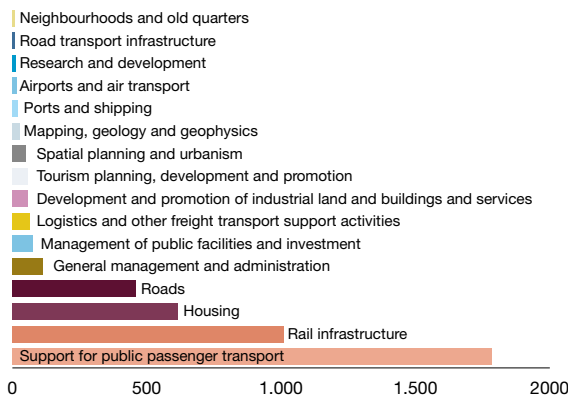 Neighbourhoods and old quarters
Road transport infrastructure
Research and development
Airports and air transport
Ports and shipping
Mapping, geology and geophysics
Spatial planning and urbanism
Tourism planning, development and promotion
Development and promotion of industrial land and buildings and services
Logistics and other freight transport support activities
Management of public facilities and investment
General management and administration
Roads
Housing
Rail infrastructure
Support for public passenger transport
0 500 1.000 1.500 2000